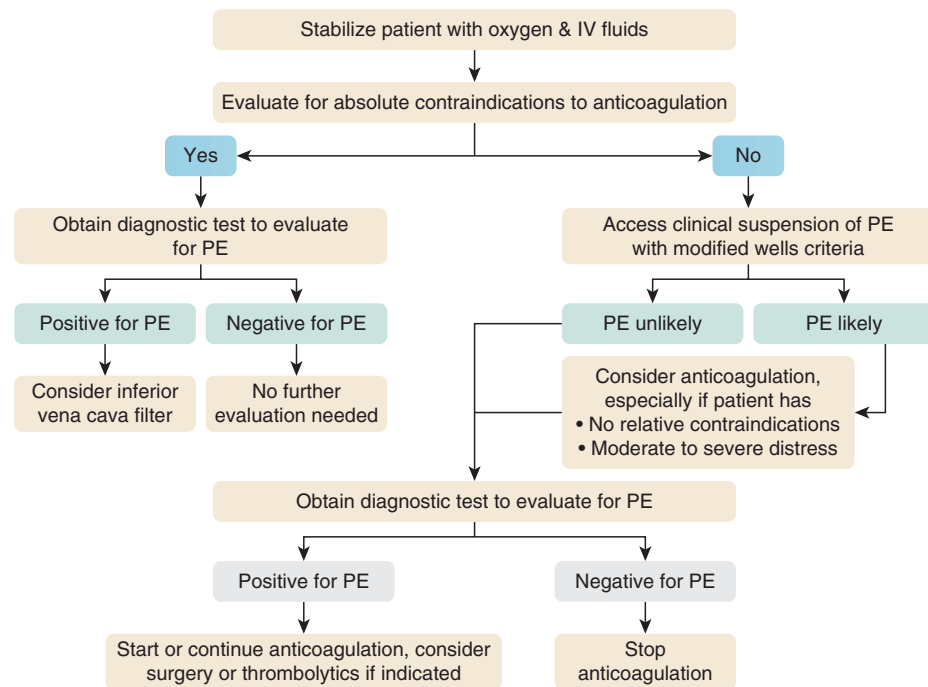 Stabilize patient with oxygen & IV fluids
Evaluate for absolute contraindications to anticoagulation
Yes
No
Obtain diagnostic test to evaluate
for PE
Access clinical suspension of PE
with modified wells criteria
Positive for PE
Negative for PE
PE unlikely
PE likely
Consider inferior
vena cava filter
No further
evaluation needed
Consider anticoagulation,
especially if patient has
• No relative contraindications
• Moderate to severe distress
Obtain diagnostic test to evaluate for PE
Positive for PE
Negative for PE
Start or continue anticoagulation, consider
surgery or thrombolytics if indicated
Stop
anticoagulation